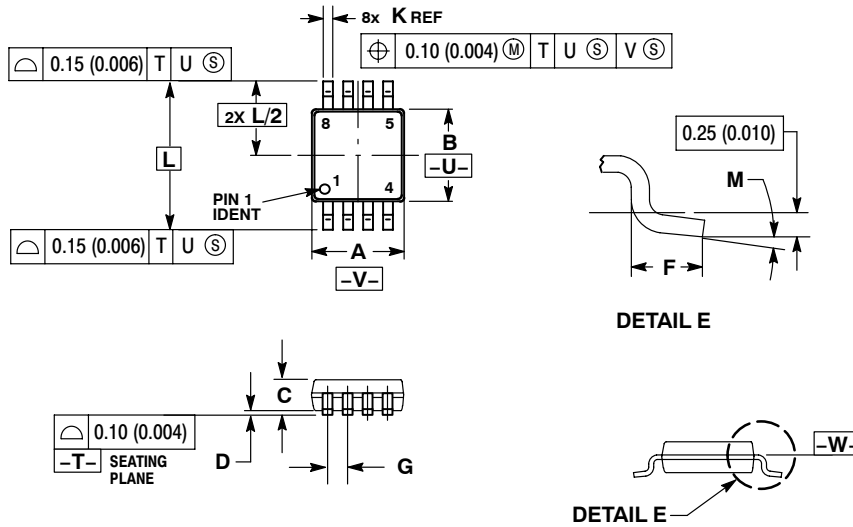 8x K REF
⌓ 0.15 (0.006) T U Ⓢ
⌖ 0.10 (0.004) Ⓜ T U Ⓢ V Ⓢ
2X L/2
L
8 5
B
–U–
PIN 1
IDENT
1
4
⌓ 0.15 (0.006) T U Ⓢ
A
–V–
0.25 (0.010)
M
F
DETAIL E
C
⌓ 0.10 (0.004)
–T– SEATING
PLANE
D
G
–W–
DETAIL E